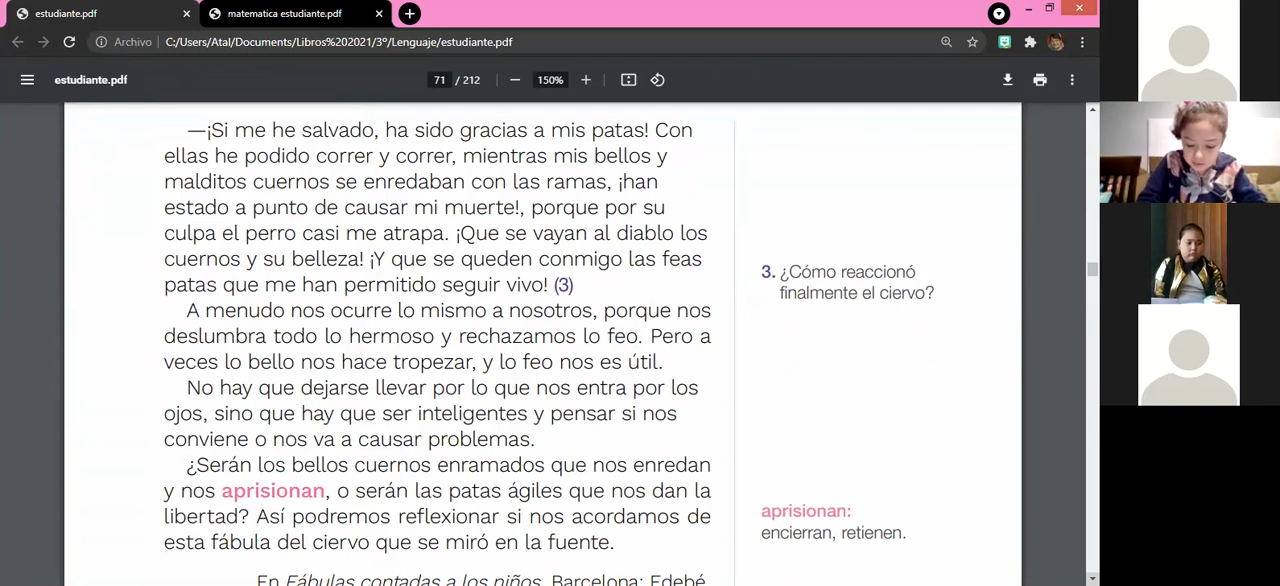 estudiante.pdf
matematica estudiante.pdf
Archivo
C:/Users/Atal/Documents/Libros%202021/3º/Lenguaje/estudiante.pdf
estudiante.pdf
71 / 212
150%
—¡Si me he salvado, ha sido gracias a mis patas! Con
ellas he podido correr y correr, mientras mis bellos y
malditos cuernos se enredaban con las ramas, ¡han
estado a punto de causar mi muerte!, porque por su
culpa el perro casi me atrapa. ¡Que se vayan al diablo los
cuernos y su belleza! ¡Y que se queden conmigo las feas
patas que me han permitido seguir vivo! (3)
A menudo nos ocurre lo mismo a nosotros, porque nos
deslumbra todo lo hermoso y rechazamos lo feo. Pero a
veces lo bello nos hace tropezar, y lo feo nos es útil.
No hay que dejarse llevar por lo que nos entra por los
ojos, sino que hay que ser inteligentes y pensar si nos
conviene o nos va a causar problemas.
¿Serán los bellos cuernos enramados que nos enredan
y nos aprisionan, o serán las patas ágiles que nos dan la
libertad? Así podremos reflexionar si nos acordamos de
esta fábula del ciervo que se miró en la fuente.
En Fábulas contadas a los niños. Barcelona: Edebé.
3. ¿Cómo reaccionó
finalmente el ciervo?
aprisionan:
encierran, retienen.